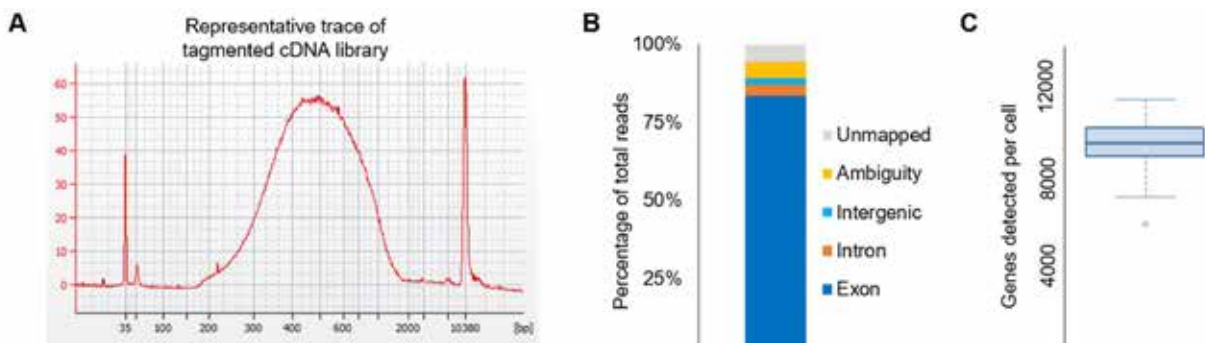 A
Representative trace of
tagmented cDNA library
60
50
40
30
20
10
0
35 100 200 300 400 600 2000 10380 [bp]
B
Percentage of total reads
100%
75%
50%
25%
Unmapped
Ambiguity
Intergenic
Intron
Exon
C
Genes detected per cell
12000
8000
4000